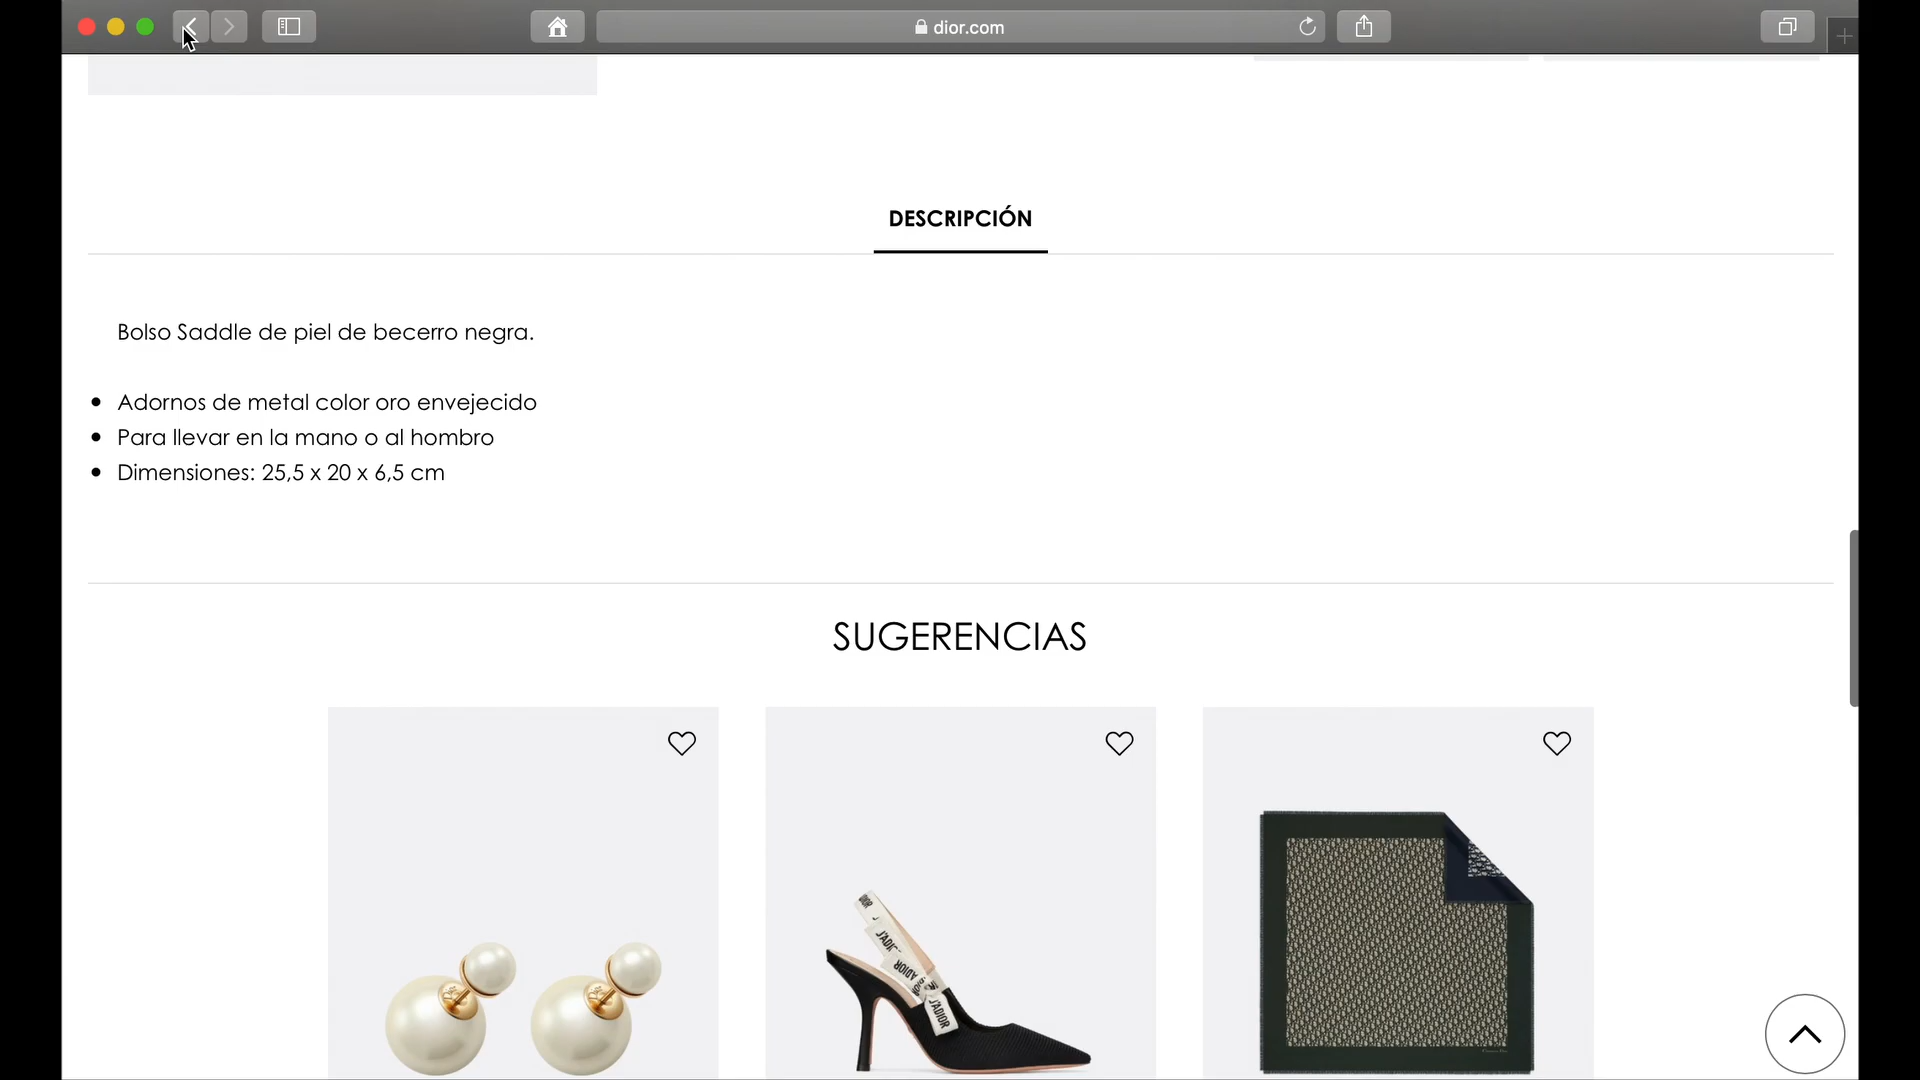 dior.com
DESCRIPCIÓN
Bolso Saddle de piel de becerro negra.
Adornos de metal color oro envejecido
Para llevar en la mano o al hombro
Dimensiones: 25,5 x 20 x 6,5 cm
SUGERENCIAS
J'ADIOR